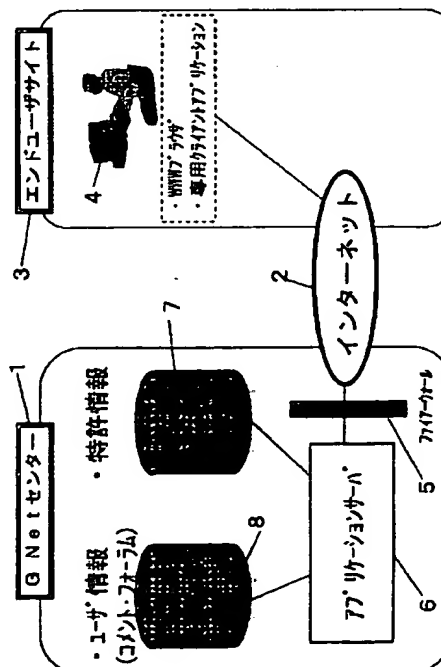 1
G Netセンター
・ユーザ情報
(コメント・フォーラム)
・特許情報
8
7
アプリケーションサーバ
6
ファイアーウォール
5
2
インターネット
3
エンドユーザサイト
4
・WWWブラウザ
・専用クライアントアプリケーション